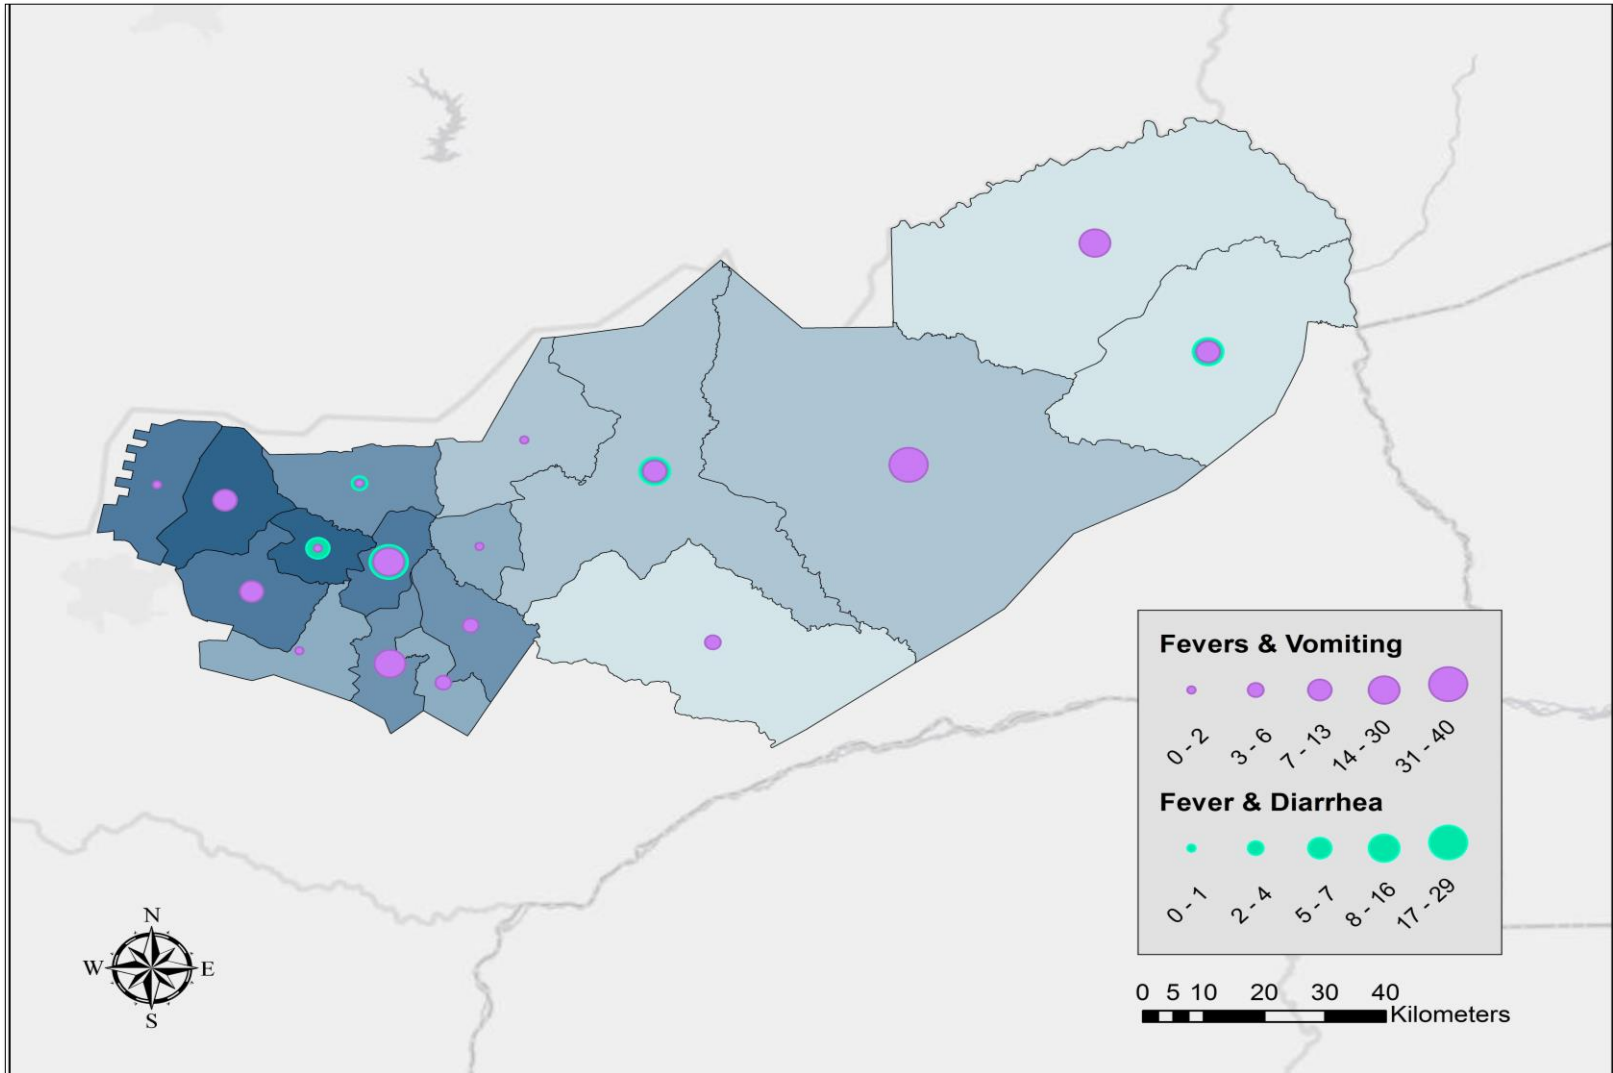 Fevers & Vomiting
0 - 2
3 - 6
7 - 13
14 - 30
31 - 40
Fever & Diarrhea
0 - 1
2 - 4
5 - 7
8 - 16
17 - 29
N
W E
S
0 5 10 20 30 40
Kilometers